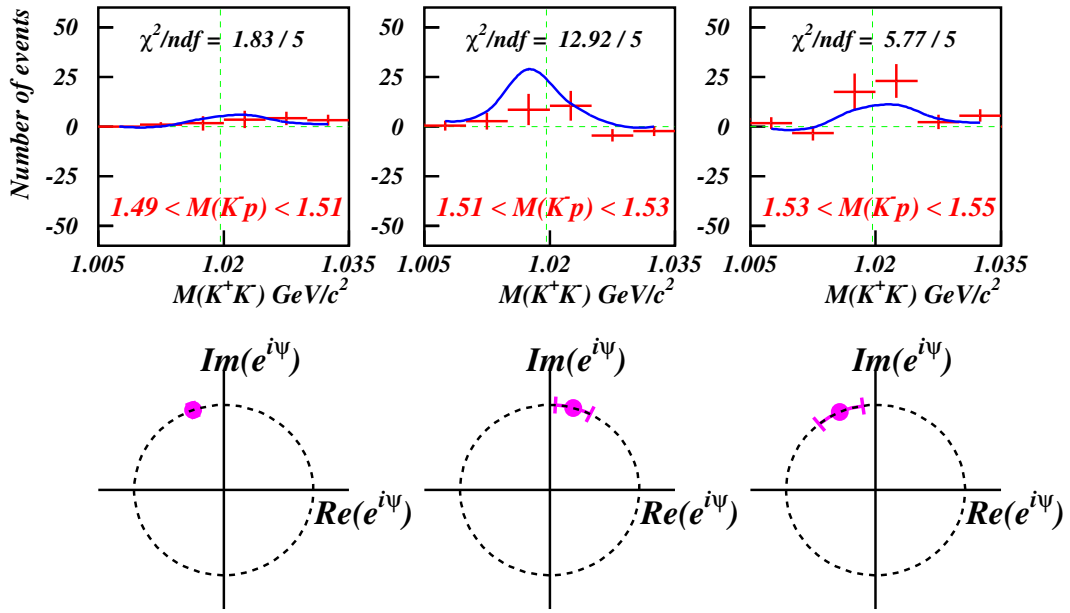 Number of events
50
25
0
-25
-50
χ²/ndf = 1.83 / 5
1.49 < M(K⁻p) < 1.51
1.005
1.02
1.035
M(K⁺K⁻) GeV/c²
50
25
0
-25
-50
χ²/ndf = 12.92 / 5
1.51 < M(K⁻p) < 1.53
1.005
1.02
1.035
M(K⁺K⁻) GeV/c²
50
25
0
-25
-50
χ²/ndf = 5.77 / 5
1.53 < M(K⁻p) < 1.55
1.005
1.02
1.035
M(K⁺K⁻) GeV/c²
Im(e^{iψ})
Re(e^{iψ})
Im(e^{iψ})
Re(e^{iψ})
Im(e^{iψ})
Re(e^{iψ})